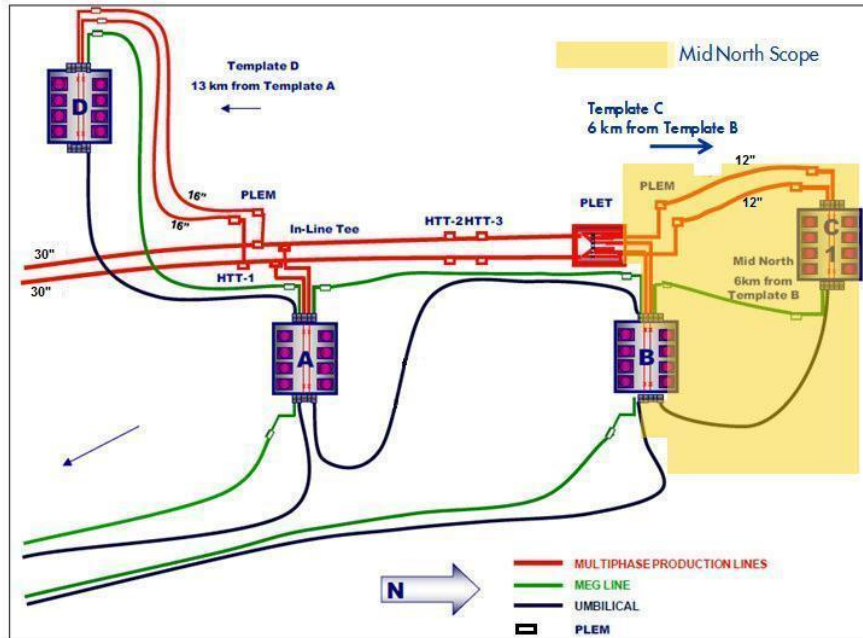 Mid North Scope
Template D
13 km from Template A
Template C
6 km from Template B
D
12"
PLEM
12"
16"
16"
PLEM
PLET
In-Line Tee
HTT-2 HTT-3
C
1
Mid North
6km from
Template B
30"
30"
HTT-1
A
B
N
MULTIPHASE PRODUCTION LINES
MEG LINE
UMBILICAL
PLEM